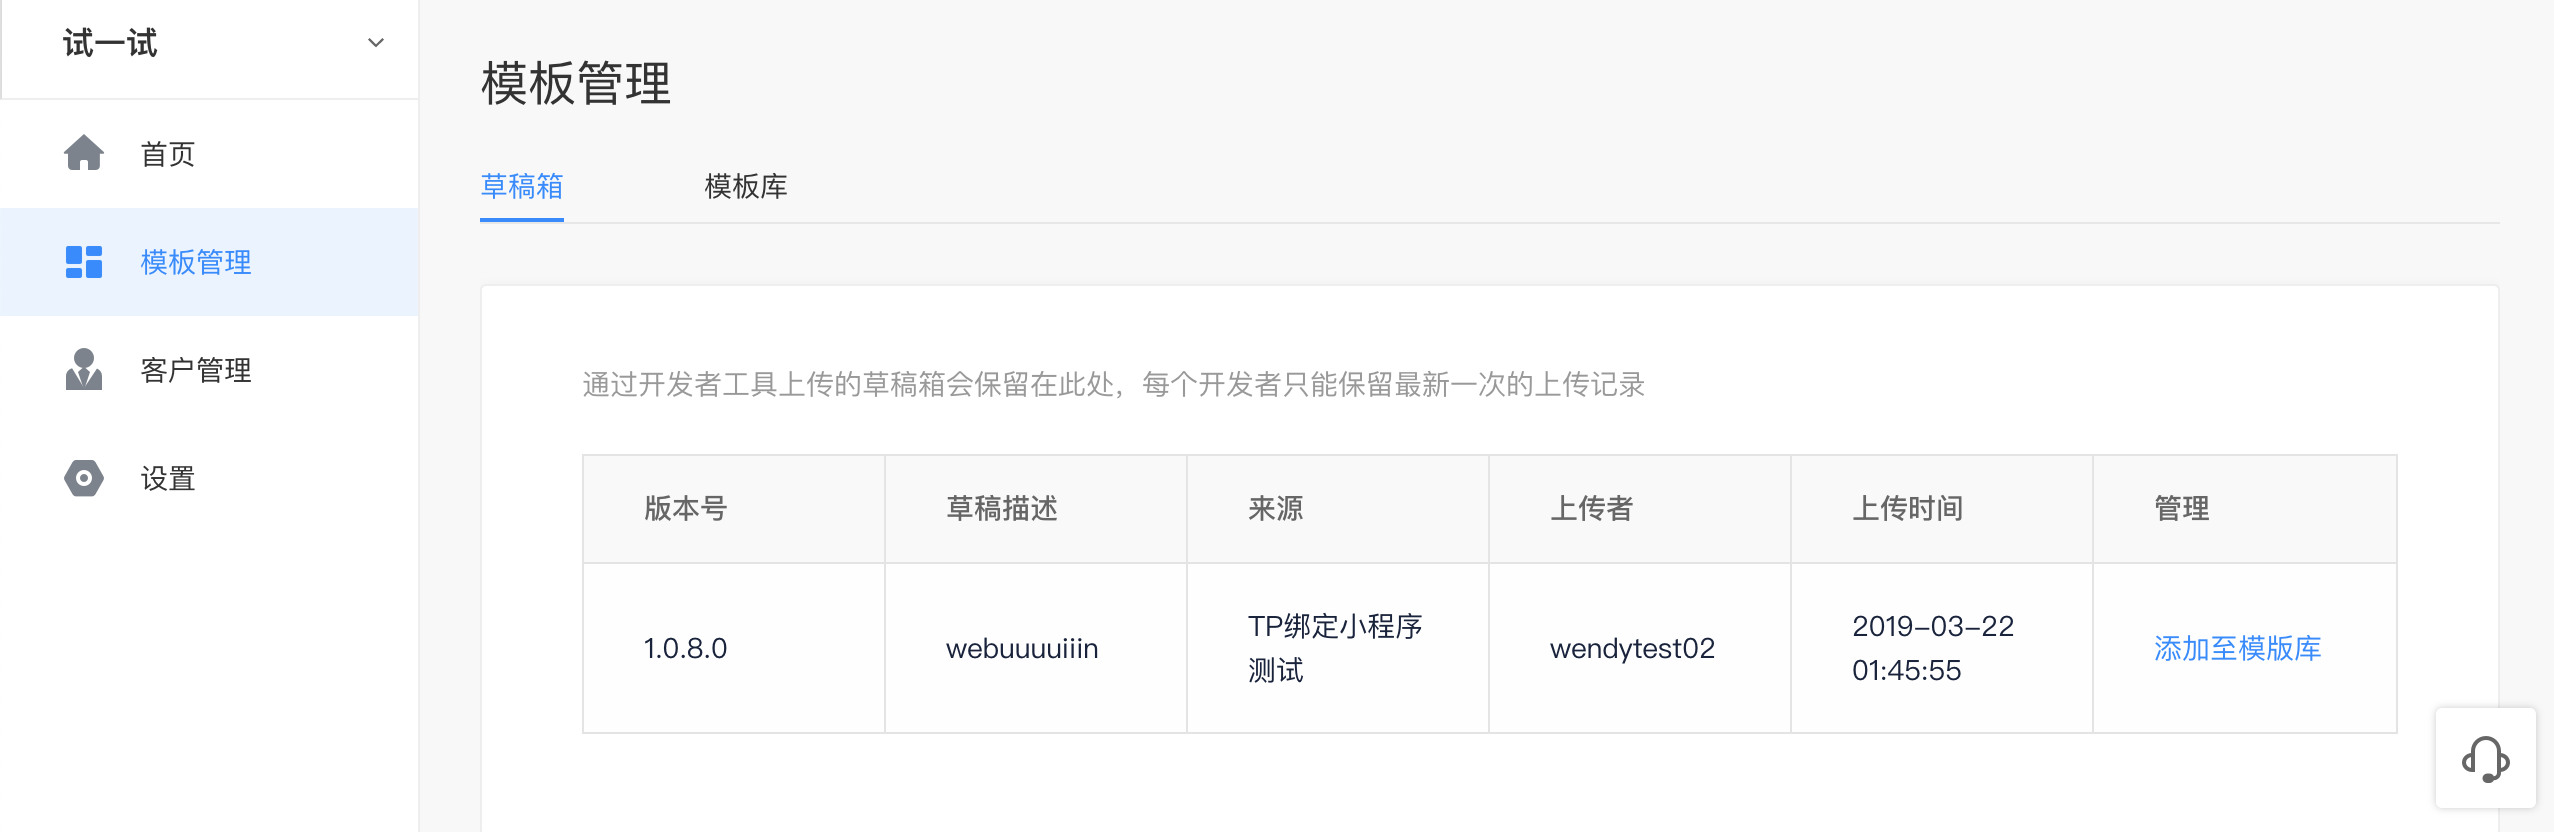 试一试
首页
模板管理
客户管理
设置
模板管理
草稿箱 模板库
通过开发者工具上传的草稿箱会保留在此处，每个开发者只能保留最新一次的上传记录
版本号 草稿描述 来源 上传者 上传时间 管理
1.0.8.0 webuuuuiiin TP绑定小程序 wendytest02 2019-03-22 添加至模版库
测试 01:45:55